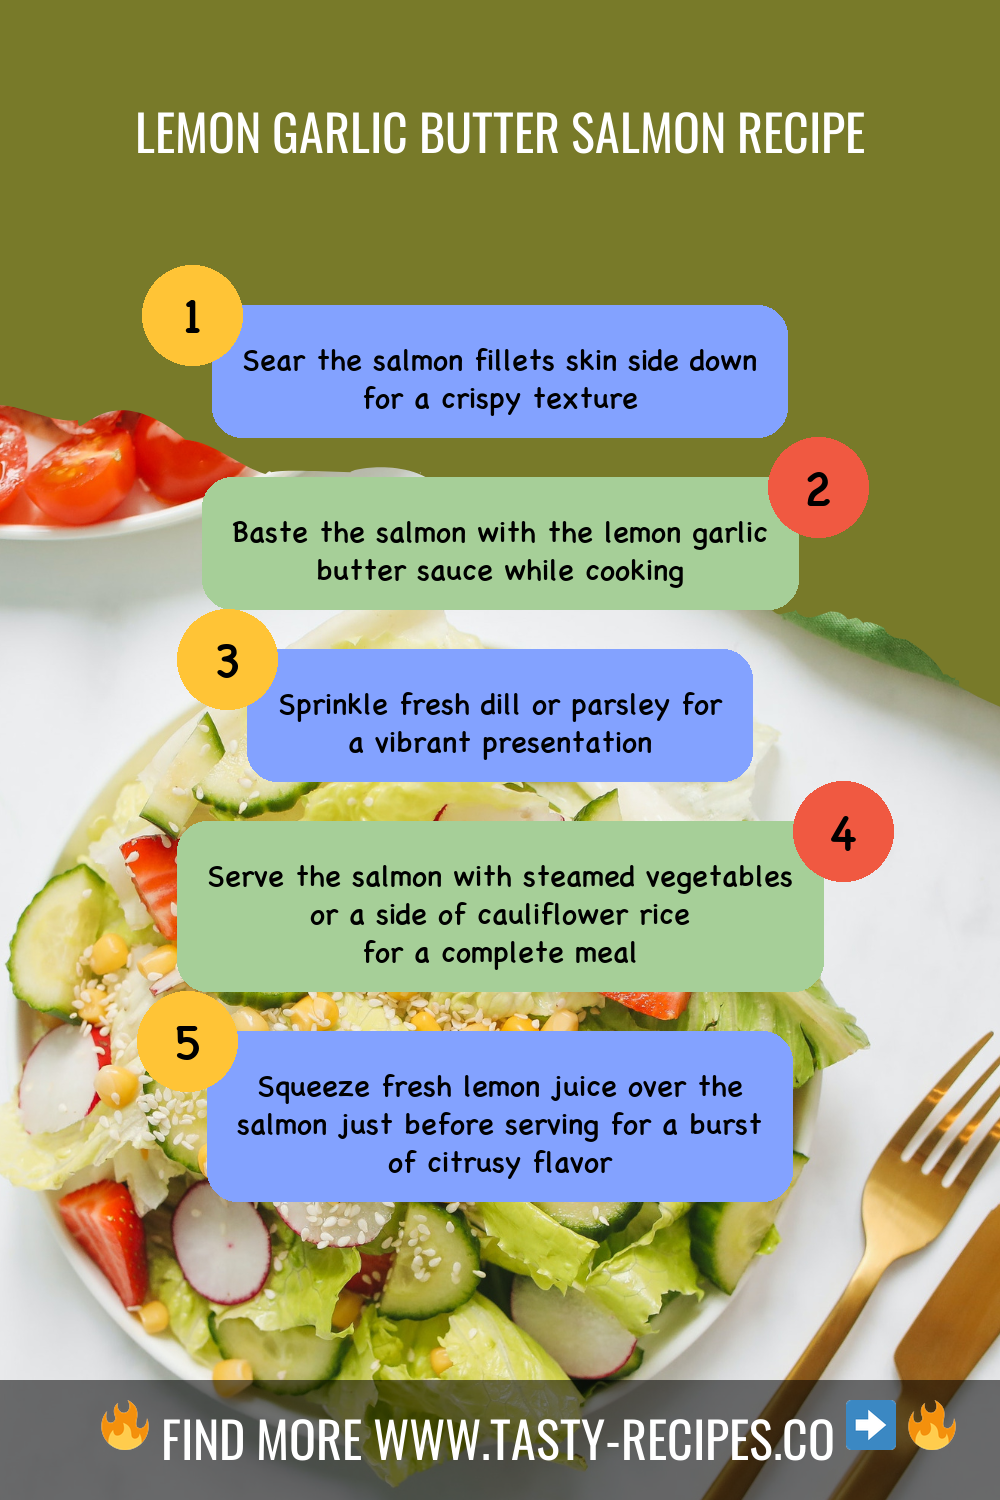 LEMON GARLIC BUTTER SALMON RECIPE
1
Sear the salmon fillets skin side down
for a crispy texture
2
Baste the salmon with the lemon garlic
butter sauce while cooking
3
Sprinkle fresh dill or parsley for
a vibrant presentation
4
Serve the salmon with steamed vegetables
or a side of cauliflower rice
for a complete meal
5
Squeeze fresh lemon juice over the
salmon just before serving for a burst
of citrusy flavor
🔥 FIND MORE WWW.TASTY-RECIPES.CO ➡️ 🔥